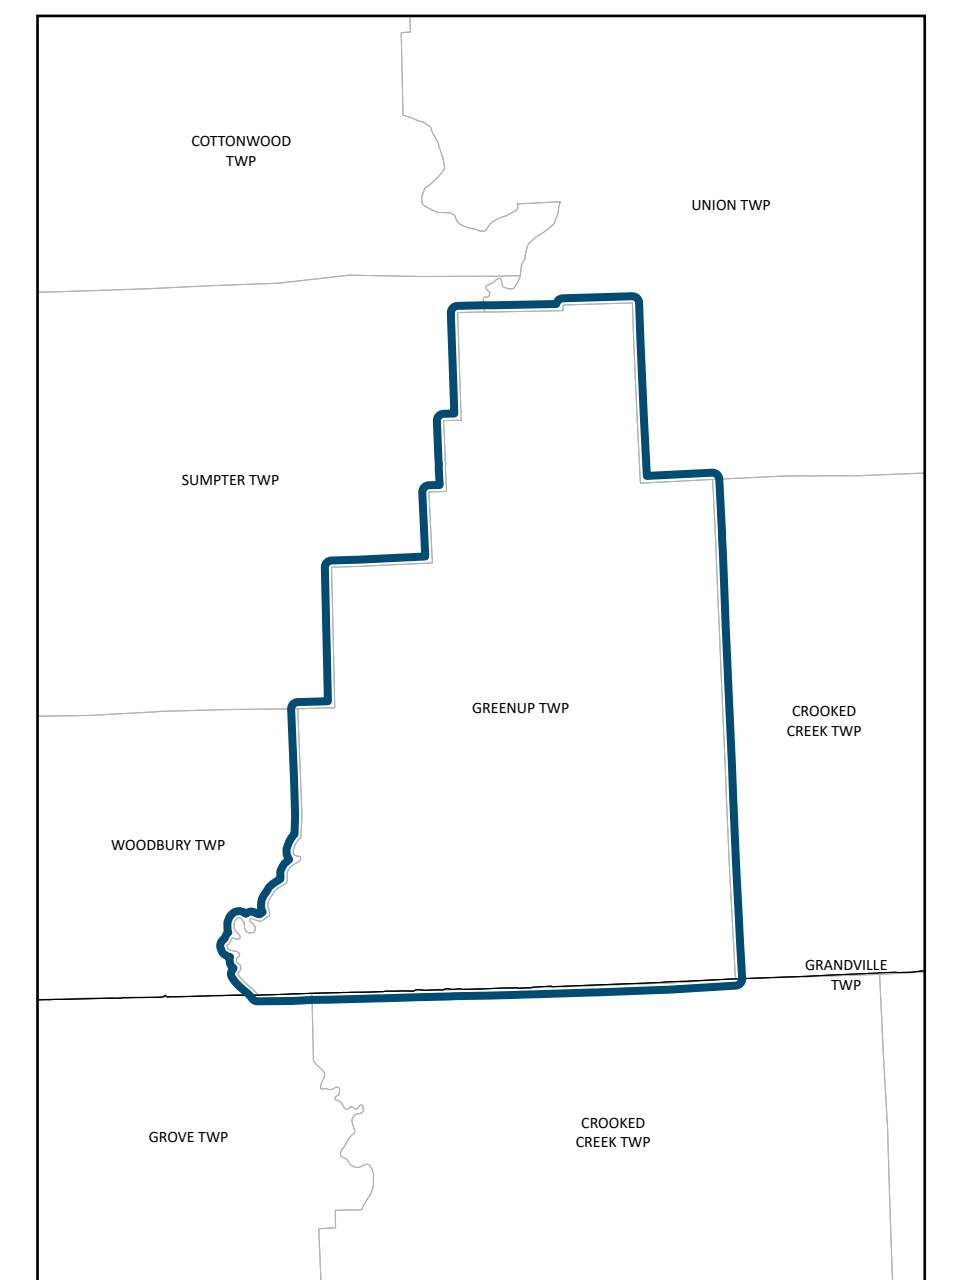 COTTONWOOD
TWP
UNION TWP
SUMPTER TWP
GREENUP TWP
CROOKED
CREEK TWP
WOODBURY TWP
GRANDVILLE
TWP
GROVE TWP
CROOKED
CREEK TWP